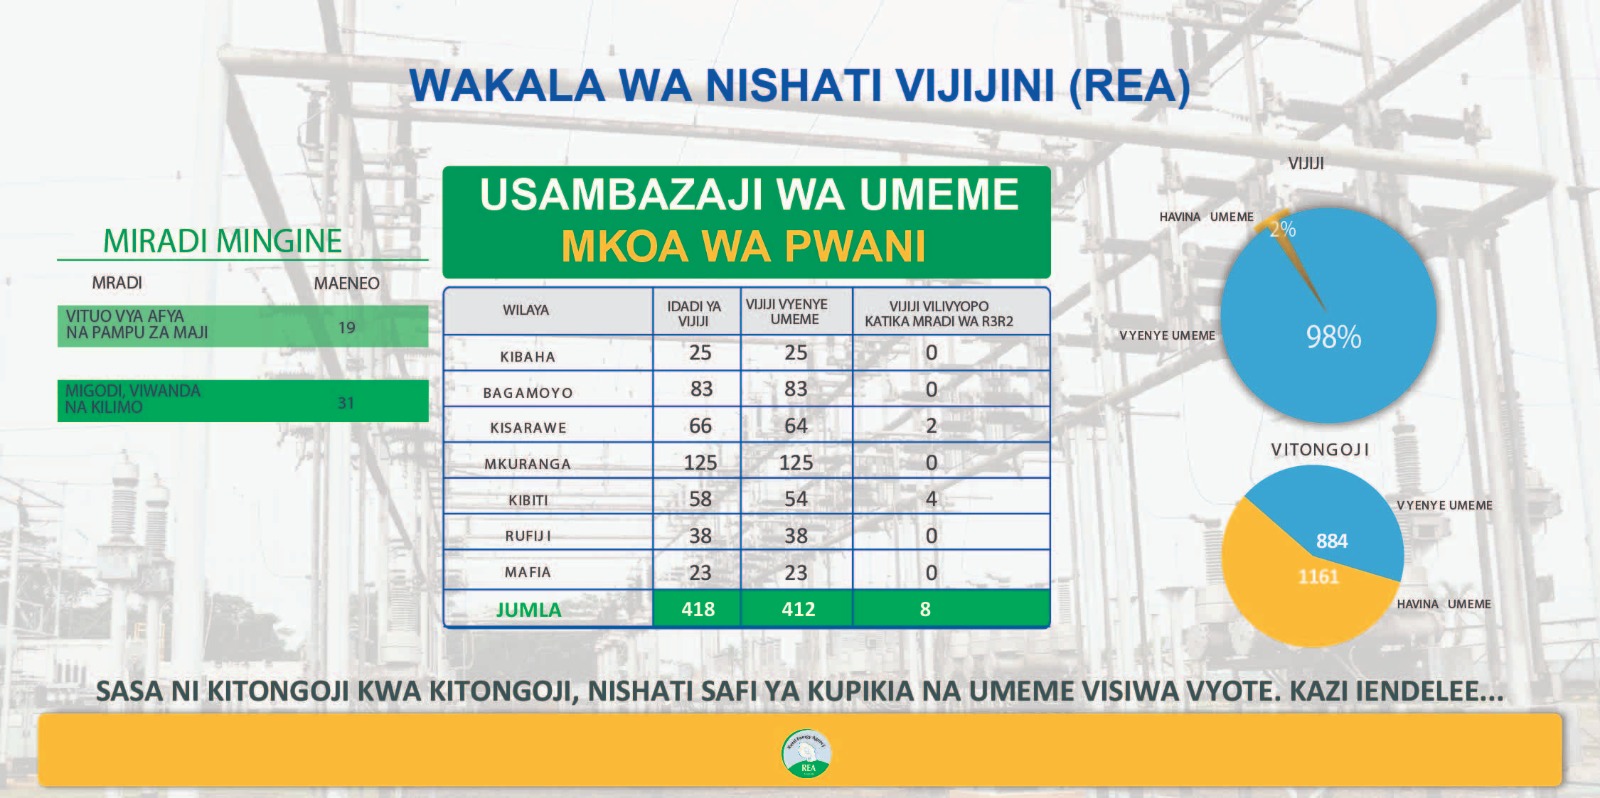 WAKALA WA NISHATI VIJIJINI (REA)
USAMBAZAJI WA UMEME
MKOA WA PWANI
MIRADI MINGINE
MRADI MAENEO
VITUO VYA AFYA
NA PAMPU ZA MAJI 19
MIGODI, VIWANDA
NA KILIMO 31
WILAYA IDADI YA VIJIJI VIJIJI VYENYE UMEME VIJIJI VILIVYOPO KATIKA MRADI WA R3R2
KIBAHA 25 25 0
BAGAMOYO 83 83 0
KISARAWE 66 64 2
MKURANGA 125 125 0
KIBITI 58 54 4
RUFIJI 38 38 0
MAFIA 23 23 0
JUMLA 418 412 8
VIJIJI
HAVINA UMEME
2%
VYENYE UMEME
98%
VITONGOJI
VYENYE UMEME
884
1161
HAVINA UMEME
SASA NI KITONGOJI KWA KITONGOJI, NISHATI SAFI YA KUPIKIA NA UMEME VISIWA VYOTE. KAZI IENDELEE...
REA